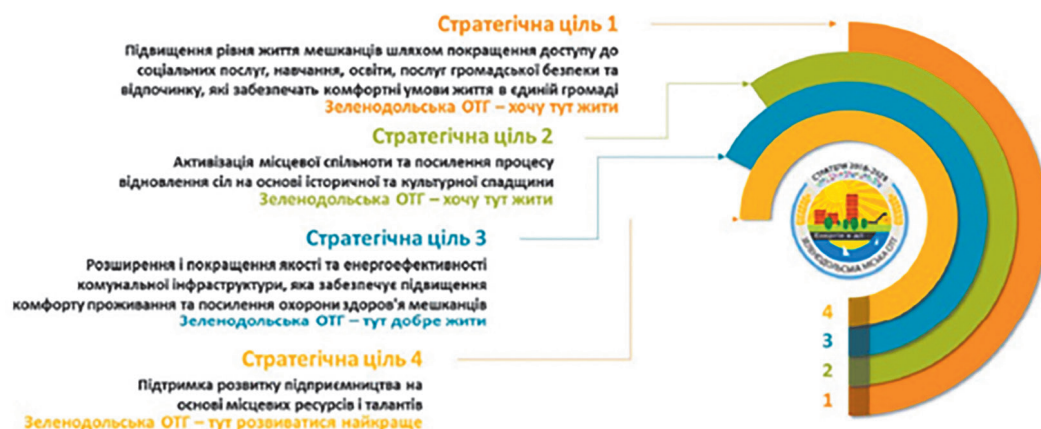 Стратегічна ціль 1
Підвищення рівня життя мешканців шляхом покращення доступу до
соціальних послуг, навчання, освіти, послуг громадської безпеки та
відпочинку, які забезпечать комфортні умови життя в єдиній громаді
Зеленодольська ОТГ – хочу тут жити
Стратегічна ціль 2
Активізація місцевої спільноти та посилення процесу
відновлення сіл на основі історичної та культурної спадщини
Зеленодольська ОТГ – хочу тут жити
Стратегічна ціль 3
Розширення і покращення якості та енергоефективності
комунальної інфраструктури, яка забезпечує підвищення
комфорту проживання та посилення охорони здоров'я мешканців
Зеленодольська ОТГ – тут добре жити
Стратегічна ціль 4
Підтримка розвитку підприємництва на
основі місцевих ресурсів і талантів
Зеленодольська ОТГ – тут розвиватися найкраще
ЗЕЛЕНОДОЛЬСЬКА МІСЬКА ОТГ
4
3
2
1